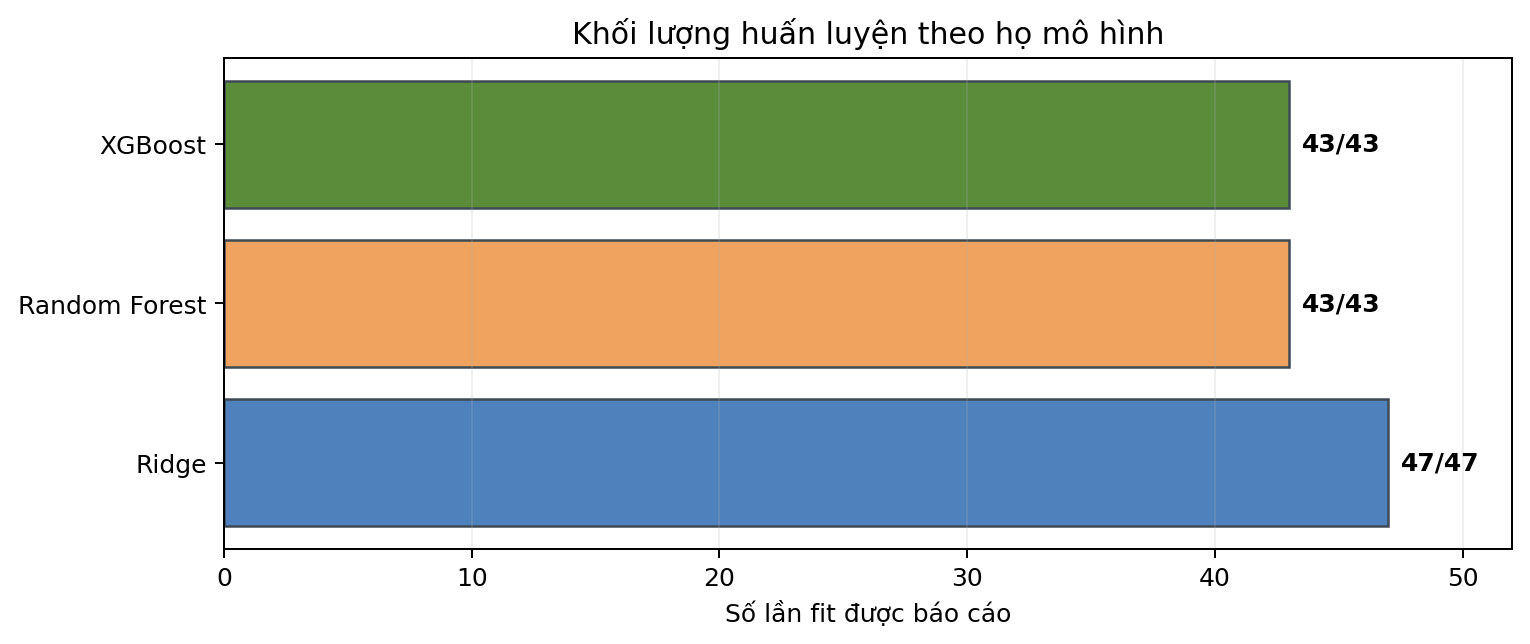 Khối lượng huấn luyện theo họ mô hình
XGBoost
43/43
Random Forest
43/43
Ridge
47/47
0 10 20 30 40 50
Số lần fit được báo cáo